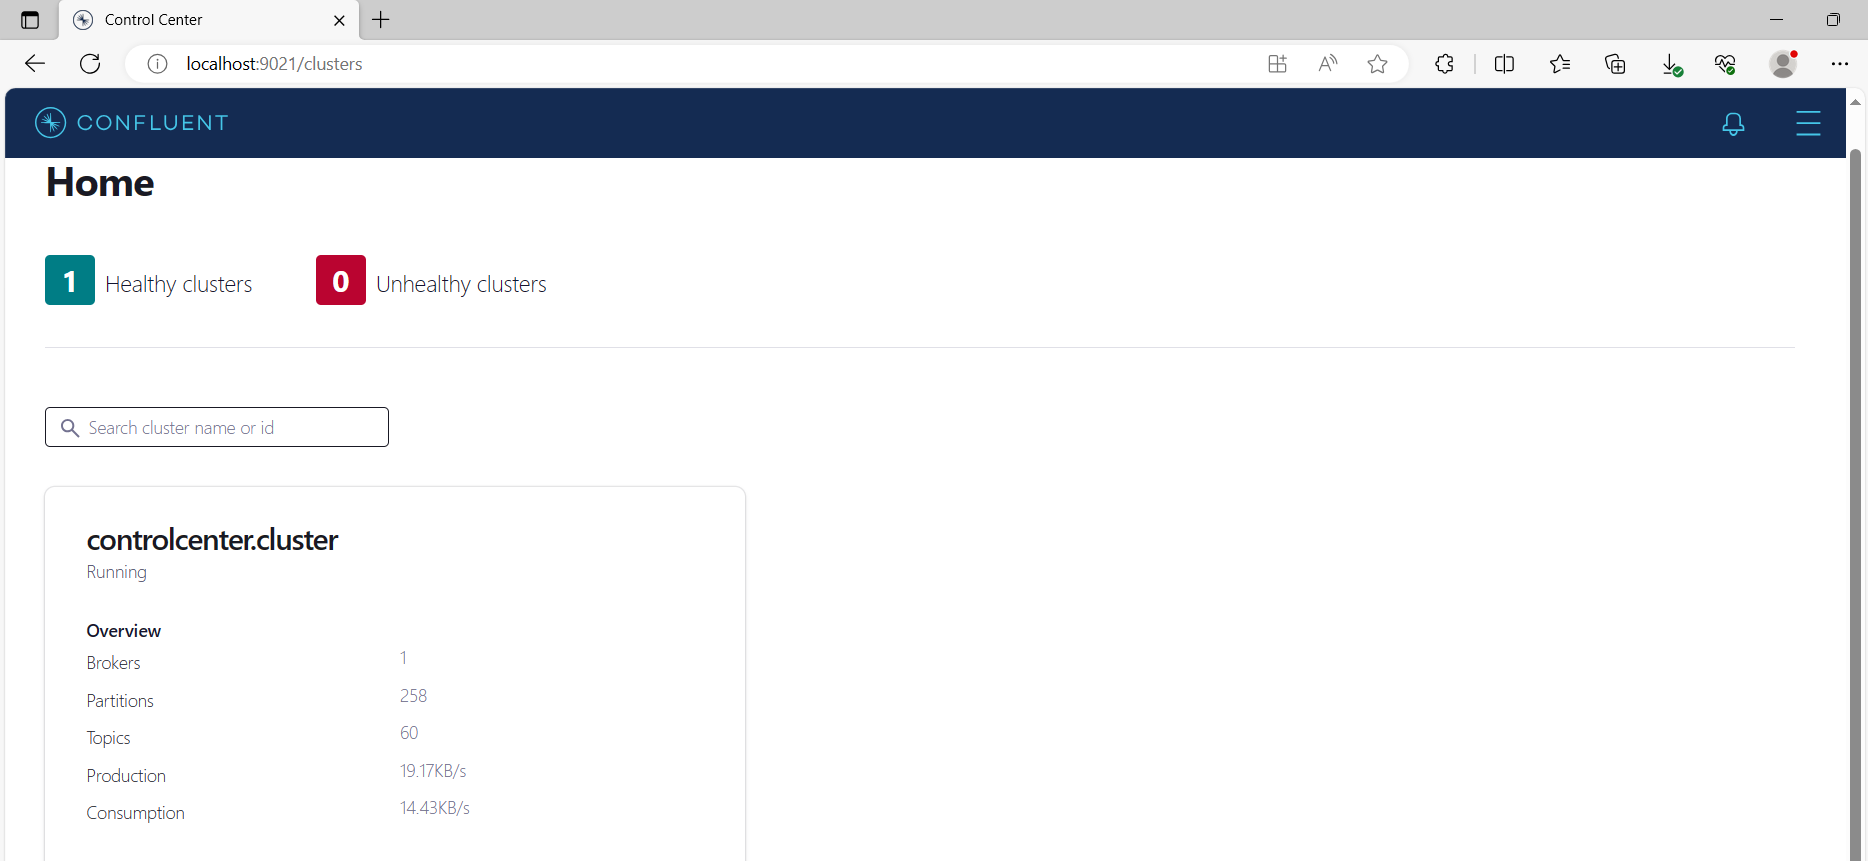 Control Center
localhost:9021/clusters
CONFLUENT
Home
1 Healthy clusters 0 Unhealthy clusters
Search cluster name or id
controlcenter.cluster
Running
Overview
Brokers 1
Partitions 258
Topics 60
Production 19.17KB/s
Consumption 14.43KB/s